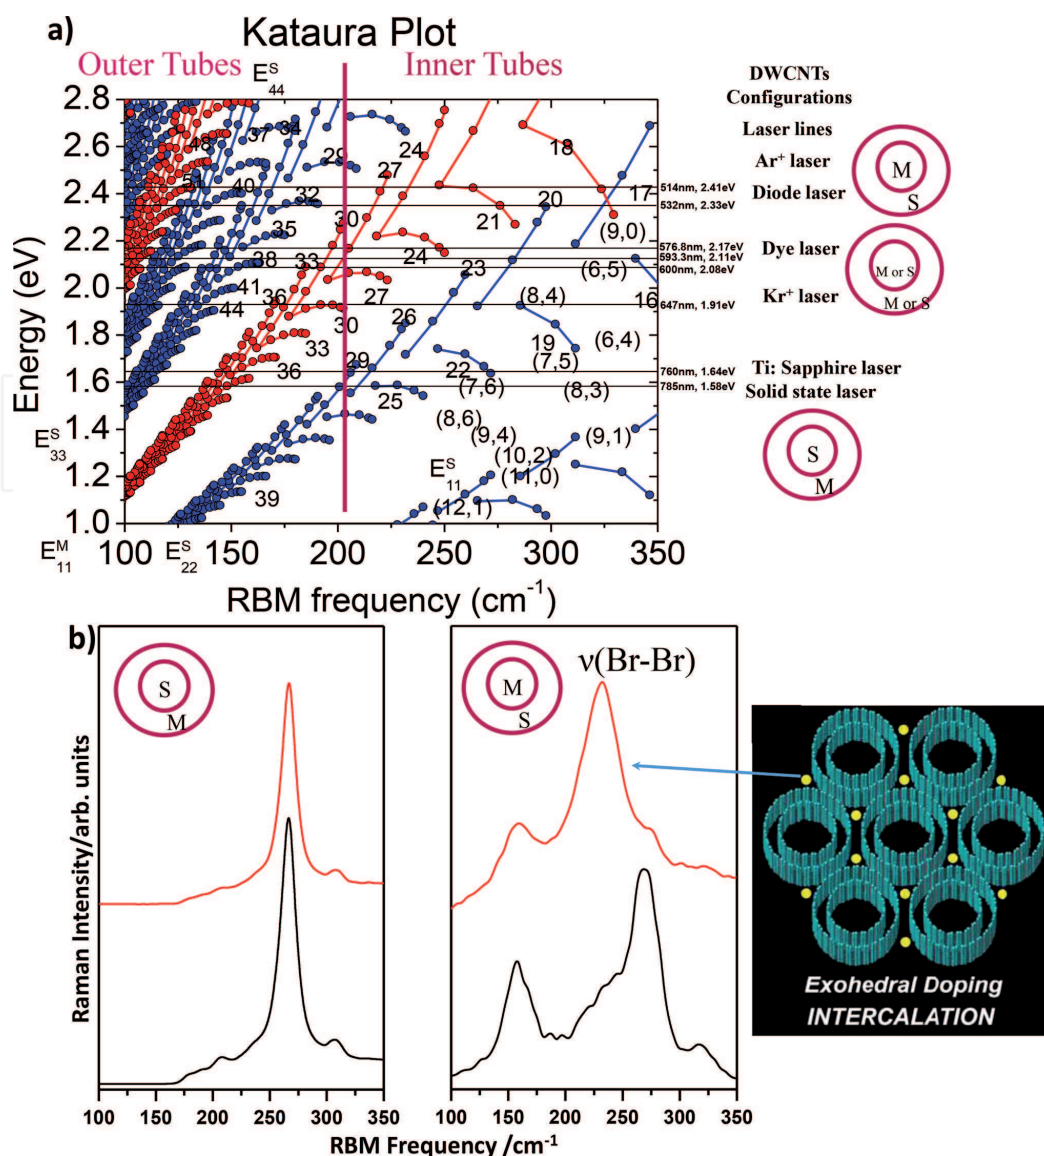 a)
Kataura Plot
Outer Tubes
Inner Tubes
E^S_44
DWCNTs
Configurations
Laser lines
Ar+ laser
Diode laser
Dye laser
Kr+ laser
Ti: Sapphire laser
Solid state laser
M
S
M or S
M or S
S
M
514nm, 2.41eV
532nm, 2.33eV
576.8nm, 2.17eV
593.3nm, 2.11eV
600nm, 2.08eV
647nm, 1.91eV
760nm, 1.64eV
785nm, 1.58eV
Energy (eV)
2.8
2.6
2.4
2.2
2.0
1.8
1.6
1.4
1.2
1.0
48
37
34
29
24
18
51
40
32
27
20
17
35
30
21
(9,0)
38
33
24
23
(6,5)
41
36
27
(8,4)
16
44
30
26
19
(6,4)
33
29
(7,5)
36
22
(7,6)
(8,3)
25
(8,6)
(9,4)
(9,1)
(10,2)
(11,0)
39
(12,1)
E^S_33
E^S_11
E^M_11
E^S_22
100
150
200
250
300
350
RBM frequency (cm-1)
b)
S
M
M
S
ν(Br-Br)
Raman Intensity/arb. units
100 150 200 250 300 350
100 150 200 250 300 350
RBM Frequency /cm-1
Exohedral Doping
INTERCALATION